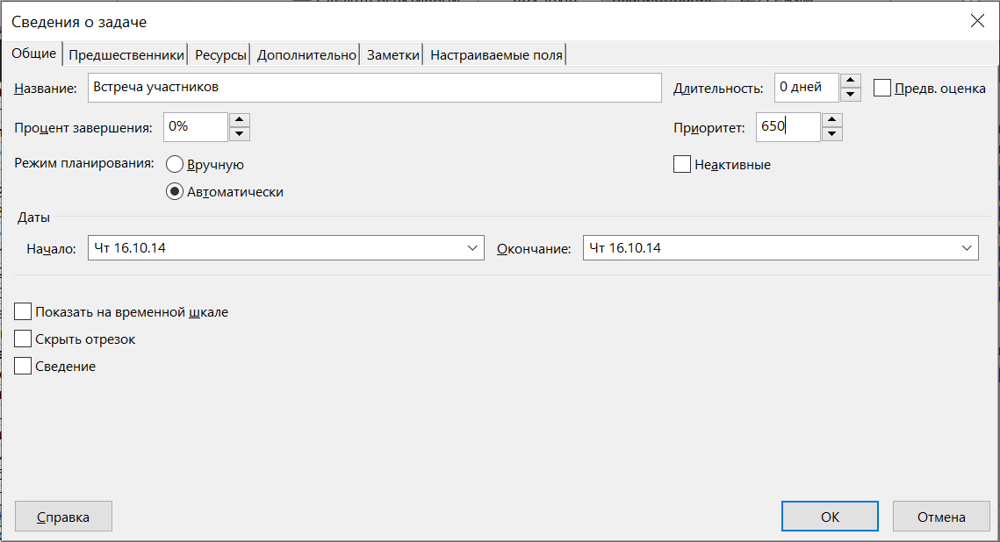 Сведения о задаче
Общие Предшественники Ресурсы Дополнительно Заметки Настраиваемые поля
Название: Встреча участников Длительность: 0 дней Предв. оценка
Процент завершения: 0% Приоритет: 650
Режим планирования: Вручную Неактивные
Автоматически
Даты
Начало: Чт 16.10.14 Окончание: Чт 16.10.14
Показать на временной шкале
Скрыть отрезок
Сведение
Справка ОК Отмена